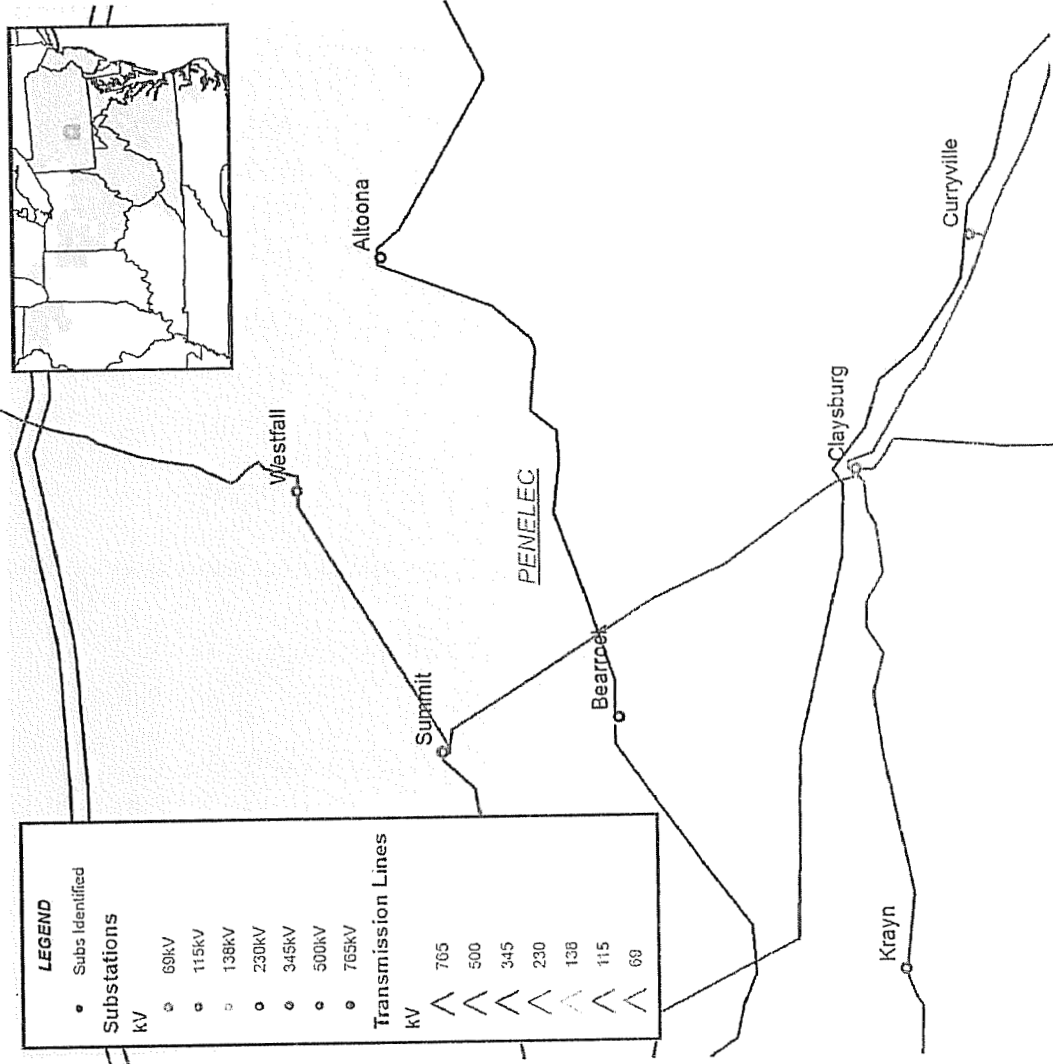 LEGEND
Subs Identified
Substations
kV
69kV
115kV
138kV
230kV
345kV
500kV
765kV
Transmission Lines
kV
765
500
345
230
138
115
69
Westfall
Altoona
Summit
PENELEC
Bearrock
Claysburg
Curryville
Krayn